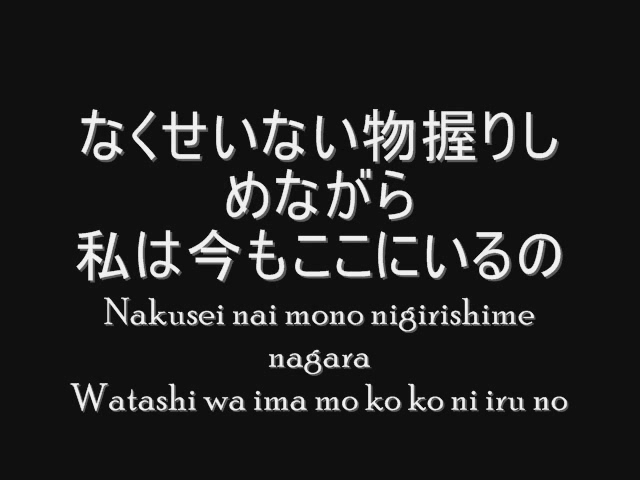 なくせいない物握りし
めながら
私は今もここにいるの
Nakusei nai mono nigirishime
nagara
Watashi wa ima mo ko ko ni iru no